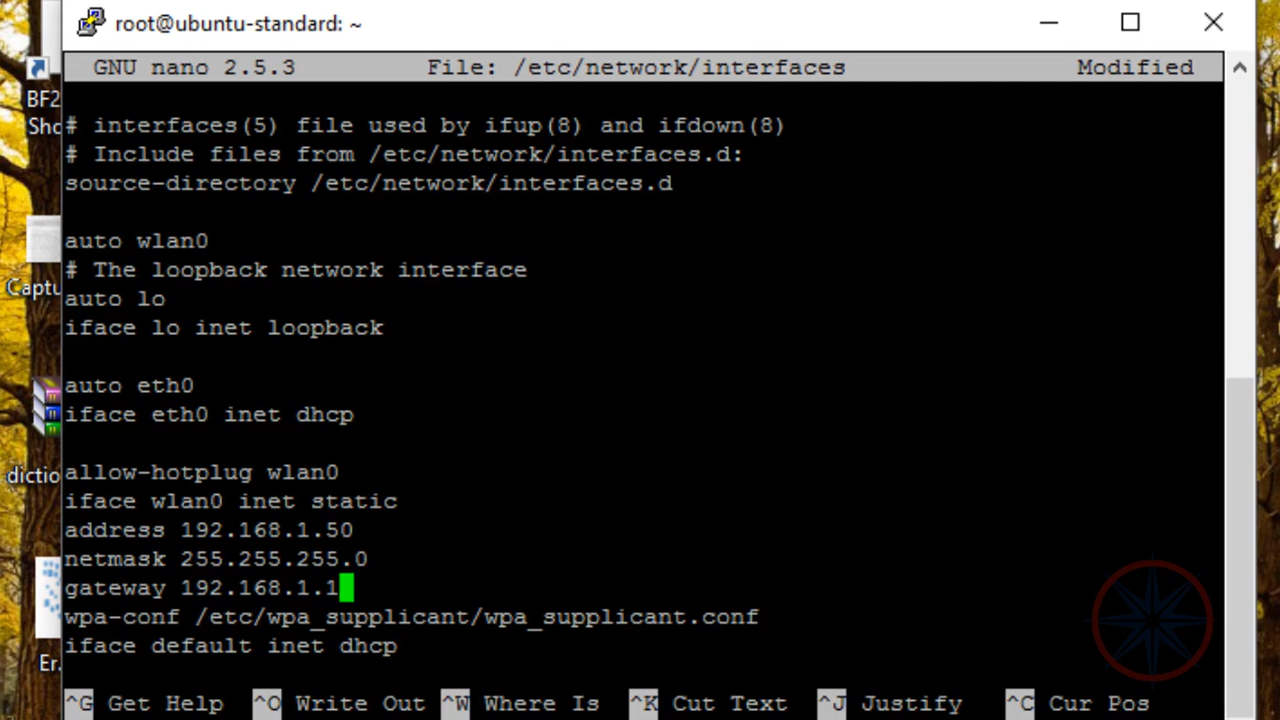 root@ubuntu-standard: ~
GNU nano 2.5.3 File: /etc/network/interfaces Modified
# interfaces(5) file used by ifup(8) and ifdown(8)
# Include files from /etc/network/interfaces.d:
source-directory /etc/network/interfaces.d
auto wlan0
# The loopback network interface
auto lo
iface lo inet loopback
auto eth0
iface eth0 inet dhcp
allow-hotplug wlan0
iface wlan0 inet static
address 192.168.1.50
netmask 255.255.255.0
gateway 192.168.1.1
wpa-conf /etc/wpa_supplicant/wpa_supplicant.conf
iface default inet dhcp
^G Get Help ^O Write Out ^W Where Is ^K Cut Text ^J Justify ^C Cur Pos
BF2
Sho
Captu
dictio
Er.